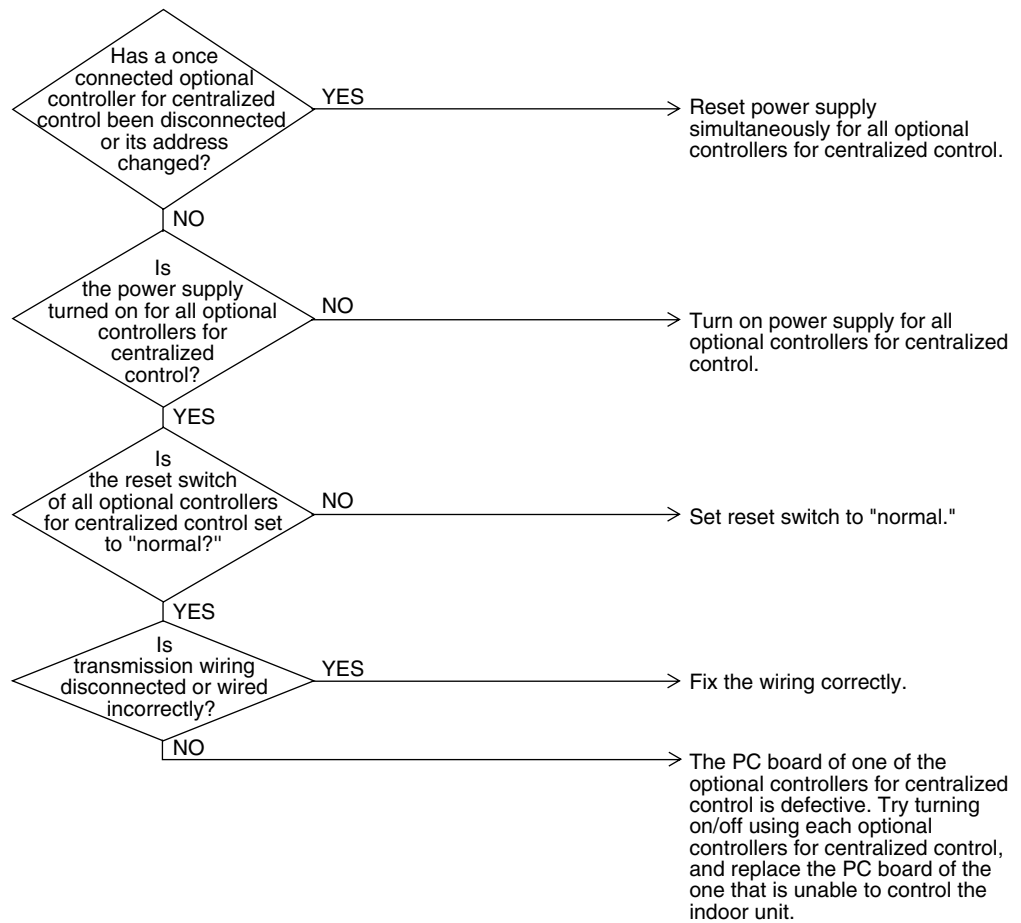 Has a once
connected optional
controller for centralized
control been disconnected
or its address
changed?
YES
Reset power supply
simultaneously for all optional
controllers for centralized control.
NO
Is
the power supply
turned on for all optional
controllers for
centralized
control?
NO
Turn on power supply for all
optional controllers for centralized
control.
YES
Is
the reset switch
of all optional controllers
for centralized control set
to "normal?"
NO
Set reset switch to "normal."
YES
Is
transmission wiring
disconnected or wired
incorrectly?
YES
Fix the wiring correctly.
NO
The PC board of one of the
optional controllers for centralized
control is defective. Try turning
on/off using each optional
controllers for centralized control,
and replace the PC board of the
one that is unable to control the
indoor unit.